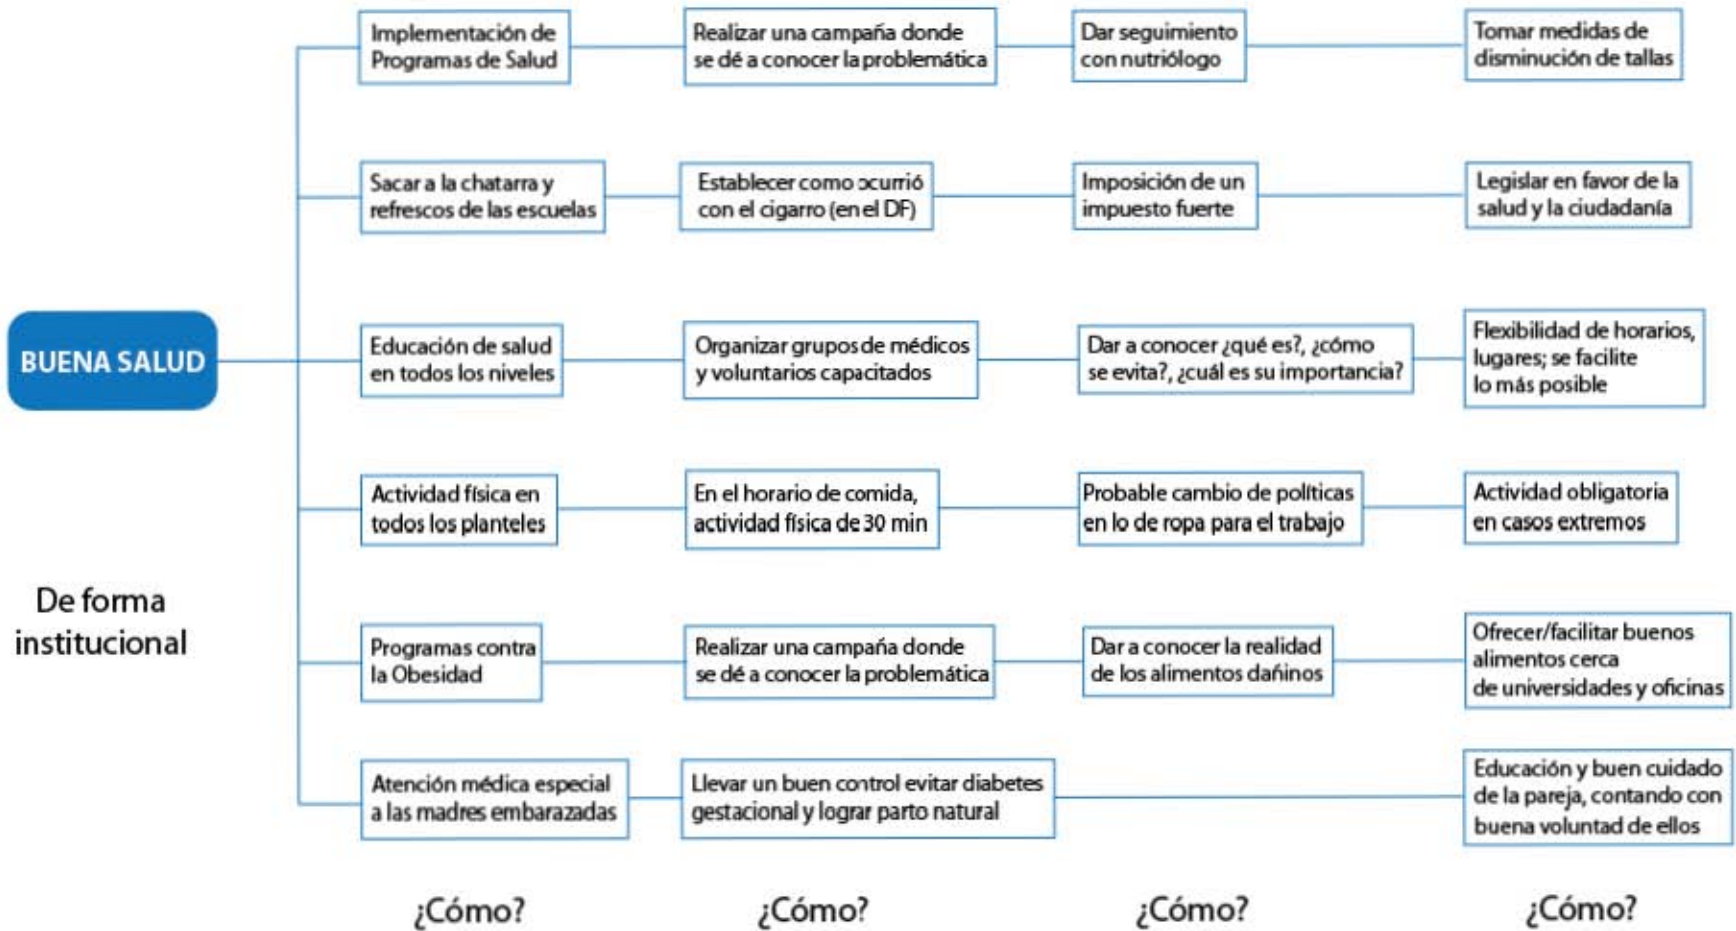 Implementación de
Programas de Salud
Realizar una campaña donde
se dé a conocer la problemática
Dar seguimiento
con nutriólogo
Tomar medidas de
disminución de tallas
Sacar a la chatarra y
refrescos de las escuelas
Establecer como ocurrió
con el cigarro (en el DF)
Imposición de un
impuesto fuerte
Legislar en favor de la
salud y la ciudadanía
BUENA SALUD
Educación de salud
en todos los niveles
Organizar grupos de médicos
y voluntarios capacitados
Dar a conocer ¿qué es?, ¿cómo
se evita?, ¿cuál es su importancia?
Flexibilidad de horarios,
lugares; se facilite
lo más posible
Actividad física en
todos los planteles
En el horario de comida,
actividad física de 30 min
Probable cambio de políticas
en lo de ropa para el trabajo
Actividad obligatoria
en casos extremos
De forma
institucional
Programas contra
la Obesidad
Realizar una campaña donde
se dé a conocer la problemática
Dar a conocer la realidad
de los alimentos dañinos
Ofrecer/facilitar buenos
alimentos cerca
de universidades y oficinas
Atención médica especial
a las madres embarazadas
Llevar un buen control evitar diabetes
gestacional y lograr parto natural
Educación y buen cuidado
de la pareja, contando con
buena voluntad de ellos
¿Cómo?
¿Cómo?
¿Cómo?
¿Cómo?